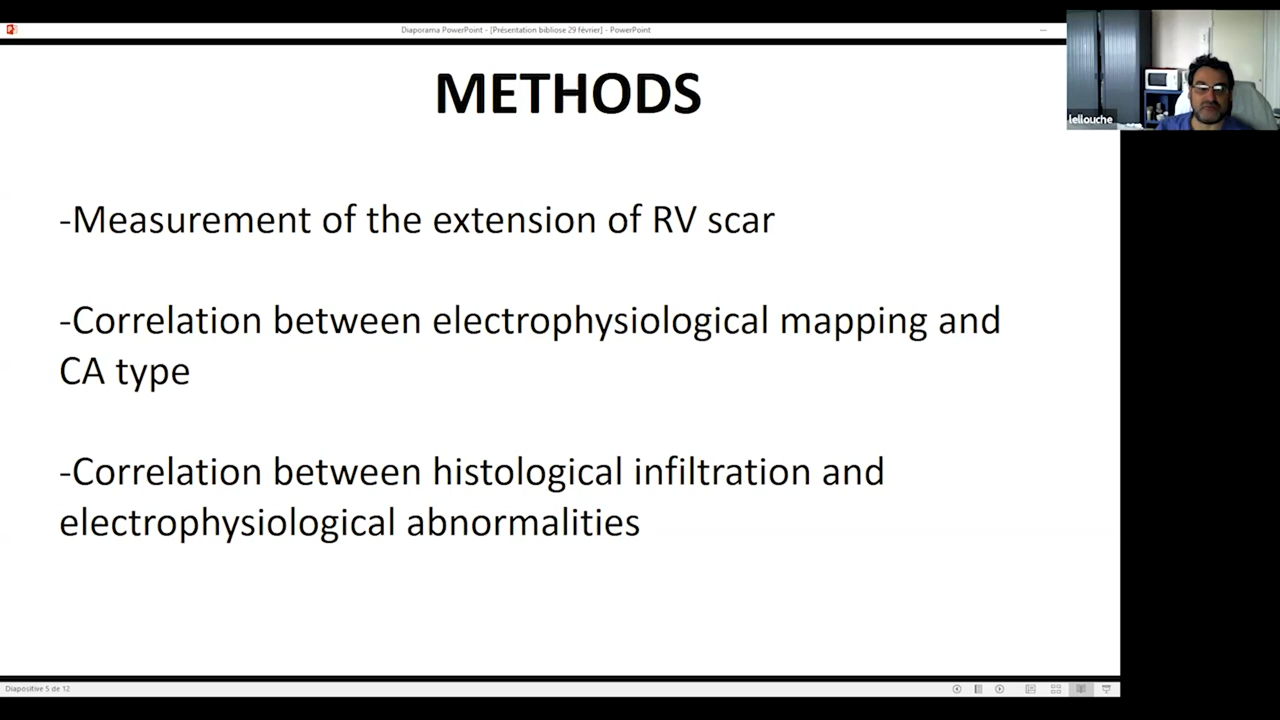 Diaporama PowerPoint - [Présentation bibliose 29 février] - PowerPoint
METHODS
lellouche
-Measurement of the extension of RV scar
-Correlation between electrophysiological mapping and
CA type
-Correlation between histological infiltration and
electrophysiological abnormalities
Diapositive 5 de 12